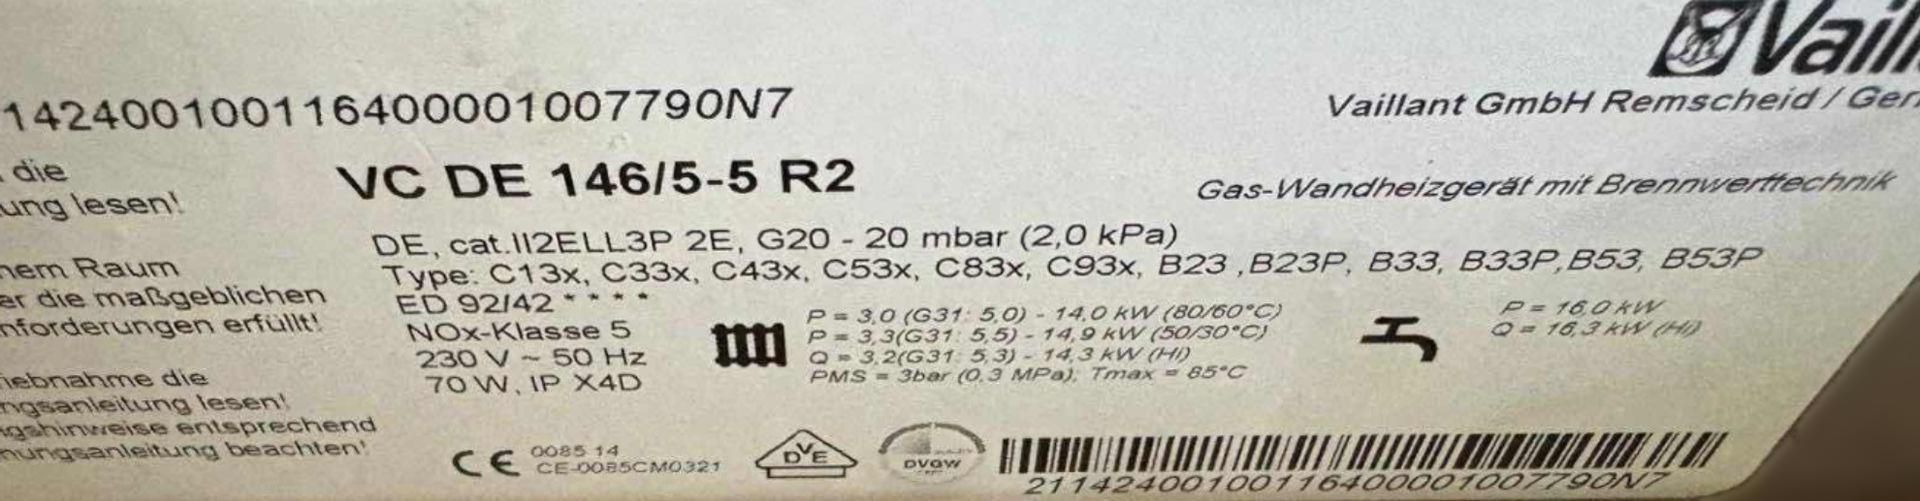 Vaill
1424001001164000001007790N7
Vaillant GmbH Remscheid / Ger
die
ung lesen!
VC DE 146/5-5 R2
Gas-Wandheizgerät mit Brennwerttechnik
DE, cat.II2ELL3P 2E, G20 - 20 mbar (2,0 kPa)
Type: C13x, C33x, C43x, C53x, C83x, C93x, B23 ,B23P, B33, B33P,B53, B53P
ED 92/42 * * * *
NOx-Klasse 5
230 V ~ 50 Hz
70 W, IP X4D
nem Raum
er die maßgeblichen
nforderungen erfüllt!
P = 3,0 (G31: 5,0) - 14,0 kW (80/60°C)
P = 3,3(G31: 5,5) - 14,9 kW (50/30°C)
Q = 3,2(G31: 5,3) - 14,3 kW (Hi)
PMS = 3bar (0,3 MPa); Tmax = 85°C
P = 16,0 kW
Q = 16,3 kW (Hi)
iebnahme die
ngsanleitung lesen!
gshinweise entsprechend
nungsanleitung beachten!
CE
0085 14
CE-0085CM0321
DVE
DVGW
21142400100116400001007790N7